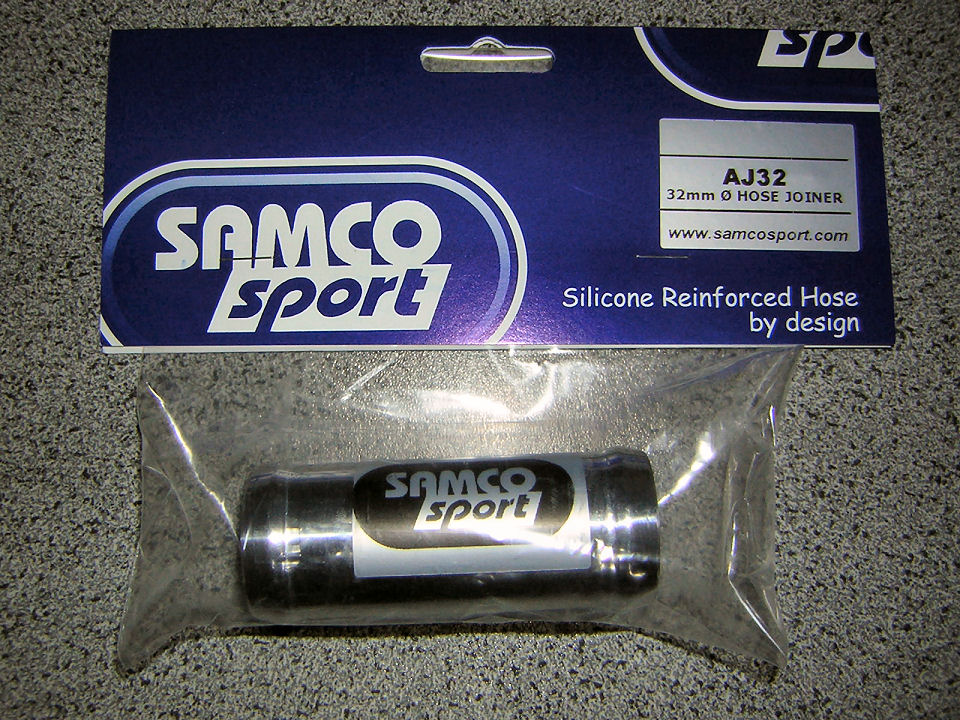 spo
AJ32
32mm Ø HOSE JOINER
www.samcosport.com
SAMCO
sport
Silicone Reinforced Hose
by design
SAMCO
sport